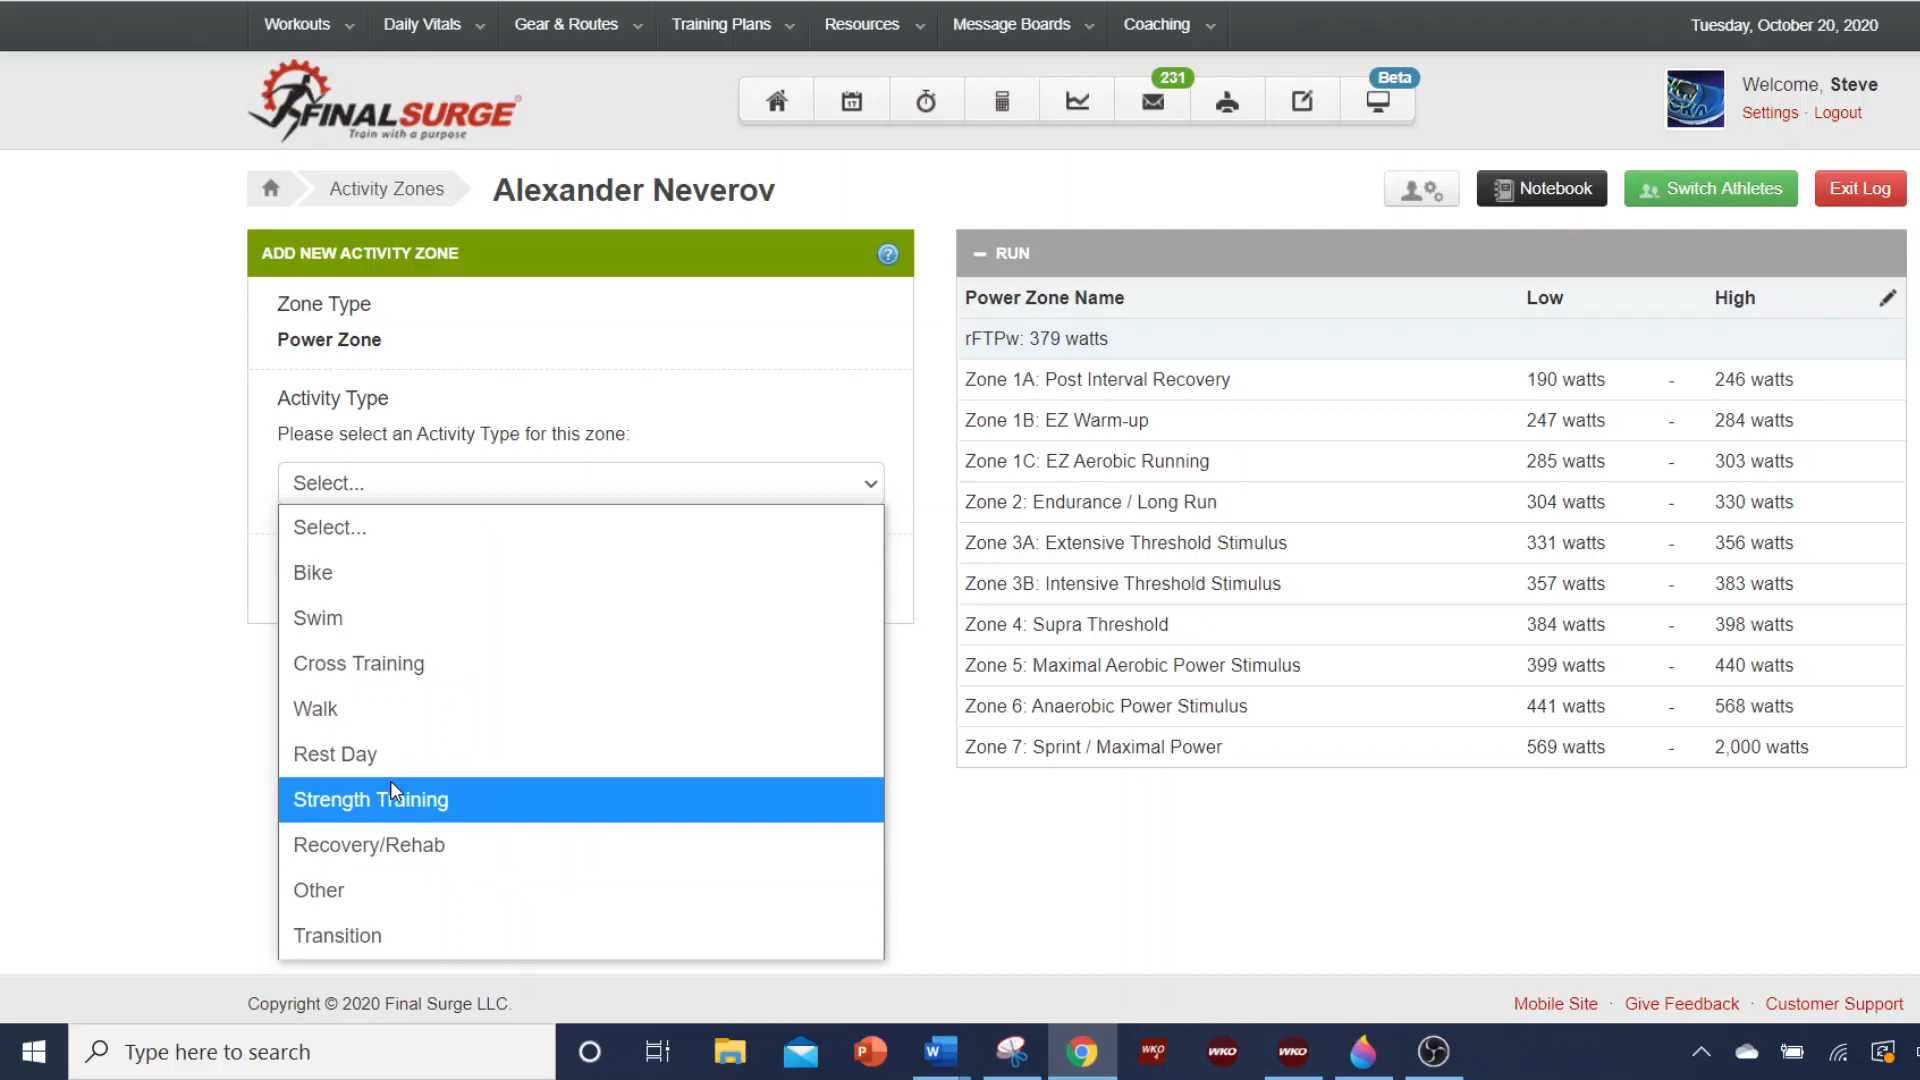 Workouts Daily Vitals Gear & Routes Training Plans Resources Message Boards Coaching Tuesday, October 20, 2020
FINALSURGE
Train with a purpose
17
231
Beta
Welcome, Steve
Settings · Logout
Activity Zones
Alexander Neverov
Notebook
Switch Athletes
Exit Log
ADD NEW ACTIVITY ZONE
?
Zone Type
Power Zone
Activity Type
Please select an Activity Type for this zone:
Select...
Select...
Bike
Swim
Cross Training
Walk
Rest Day
Strength Training
Recovery/Rehab
Other
Transition
RUN
Power Zone Name Low High
rFTPw: 379 watts
Zone 1A: Post Interval Recovery 190 watts - 246 watts
Zone 1B: EZ Warm-up 247 watts - 284 watts
Zone 1C: EZ Aerobic Running 285 watts - 303 watts
Zone 2: Endurance / Long Run 304 watts - 330 watts
Zone 3A: Extensive Threshold Stimulus 331 watts - 356 watts
Zone 3B: Intensive Threshold Stimulus 357 watts - 383 watts
Zone 4: Supra Threshold 384 watts - 398 watts
Zone 5: Maximal Aerobic Power Stimulus 399 watts - 440 watts
Zone 6: Anaerobic Power Stimulus 441 watts - 568 watts
Zone 7: Sprint / Maximal Power 569 watts - 2,000 watts
Copyright © 2020 Final Surge LLC.
Mobile Site · Give Feedback · Customer Support
Type here to search
P
W
WKO
4
WKO
WKO